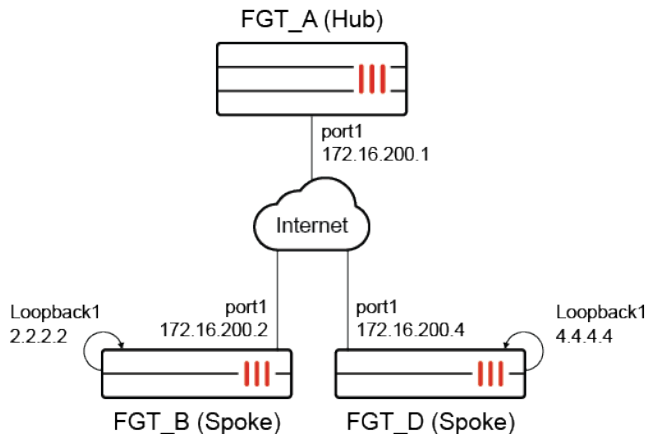 FGT_A (Hub)
port1
172.16.200.1
Internet
Loopback1
2.2.2.2
port1
172.16.200.2
port1
172.16.200.4
Loopback1
4.4.4.4
FGT_B (Spoke)
FGT_D (Spoke)